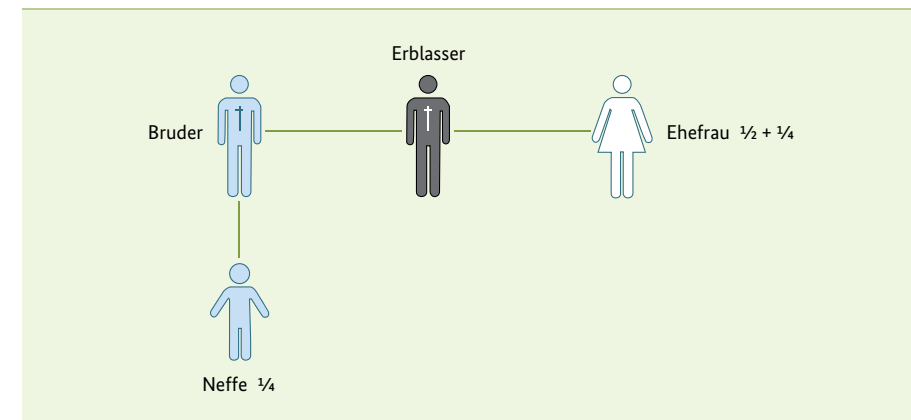 Erblasser
Bruder
Ehefrau ½ + ¼
Neffe ¼